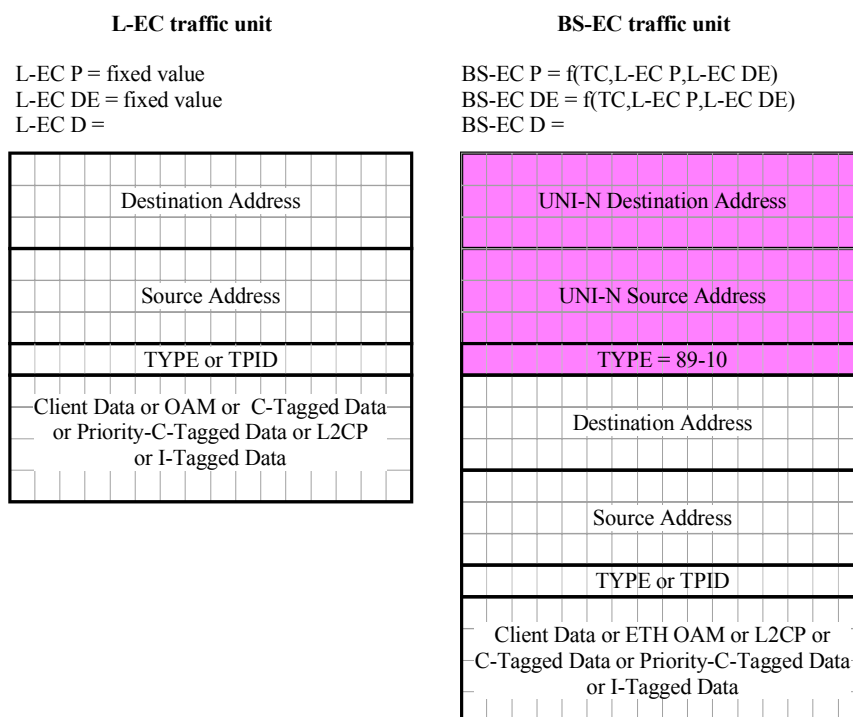 L-EC traffic unit
L-EC P = fixed value
L-EC DE = fixed value
L-EC D =
Destination Address
Source Address
TYPE or TPID
Client Data or OAM or C-Tagged Data
or Priority-C-Tagged Data or L2CP
or I-Tagged Data
BS-EC traffic unit
BS-EC P = f(TC,L-EC P,L-EC DE)
BS-EC DE = f(TC,L-EC P,L-EC DE)
BS-EC D =
UNI-N Destination Address
UNI-N Source Address
TYPE = 89-10
Destination Address
Source Address
TYPE or TPID
Client Data or ETH OAM or L2CP or
C-Tagged Data or Priority-C-Tagged Data
or I-Tagged Data